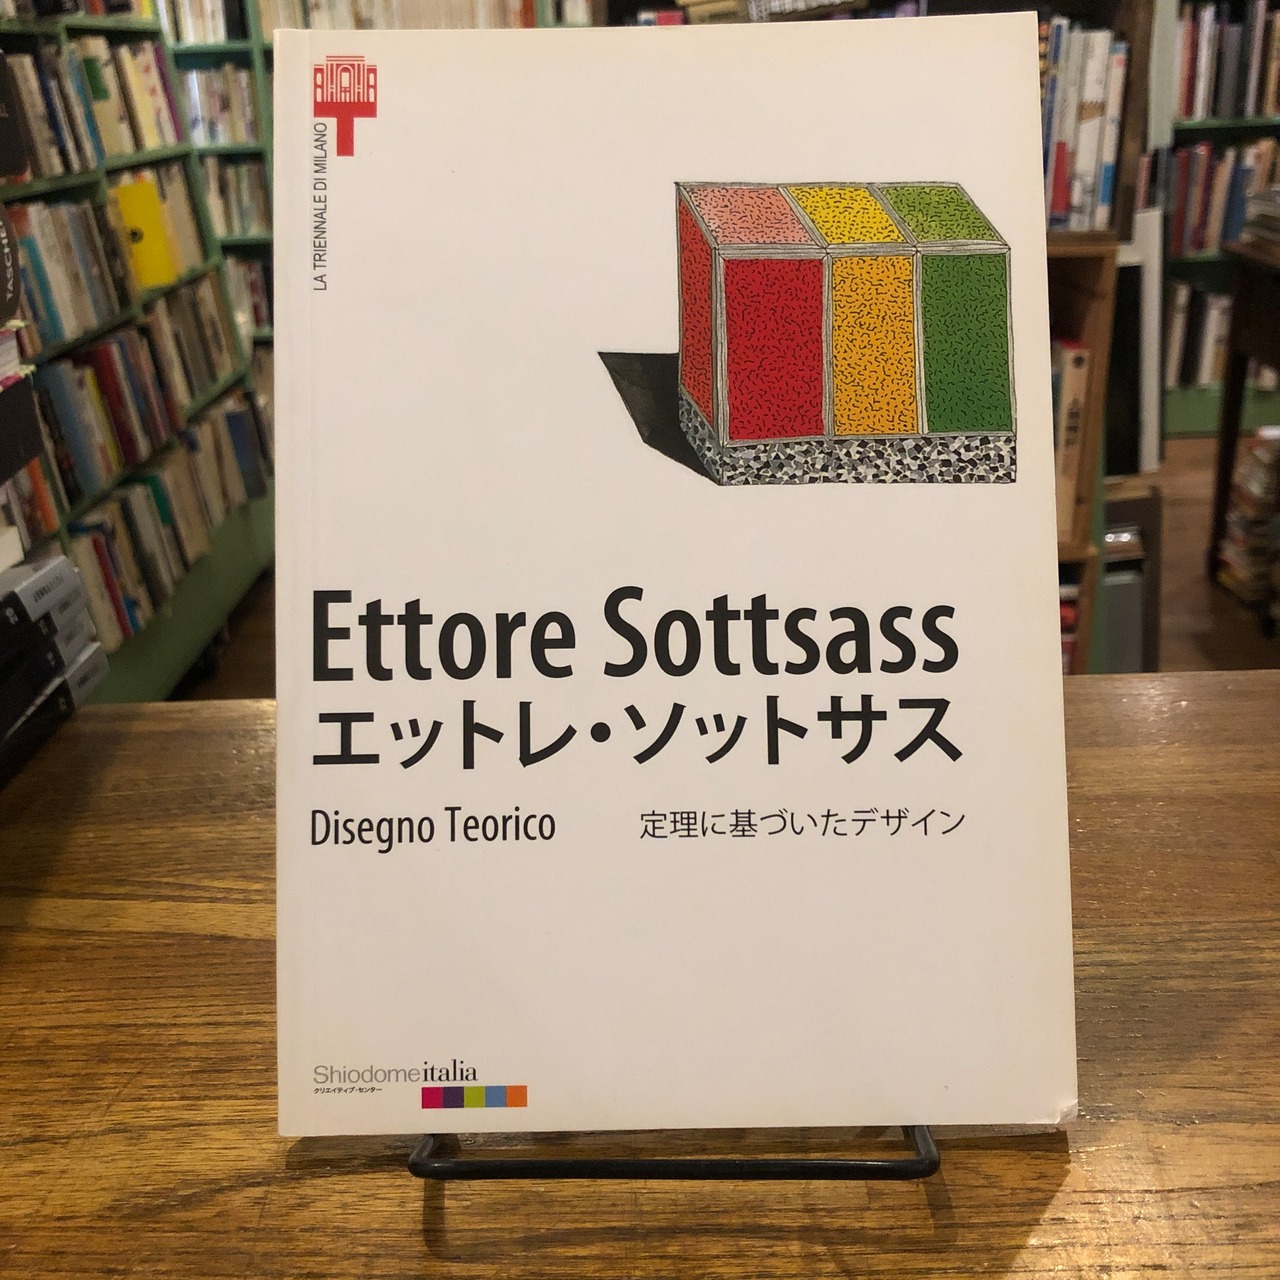 LA TRIENNALE DI MILANO
Ettore Sottsass
エットレ・ソットサス
Disegno Teorico
定理に基づいたデザイン
Shiodomeitalia
クリエイティブ・センター
TASCHEN